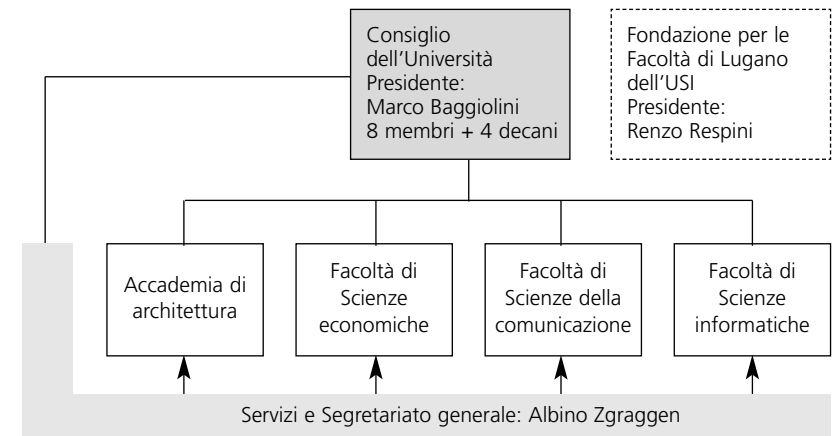 Consiglio
dell’Università
Presidente:
Marco Baggiolini
8 membri + 4 decani
Fondazione per le
Facoltà di Lugano
dell’USI
Presidente:
Renzo Respini
Accademia di
architettura
Facoltà di
Scienze
economiche
Facoltà di
Scienze della
comunicazione
Facoltà di
Scienze
informatiche
Servizi e Segretariato generale: Albino Zgraggen